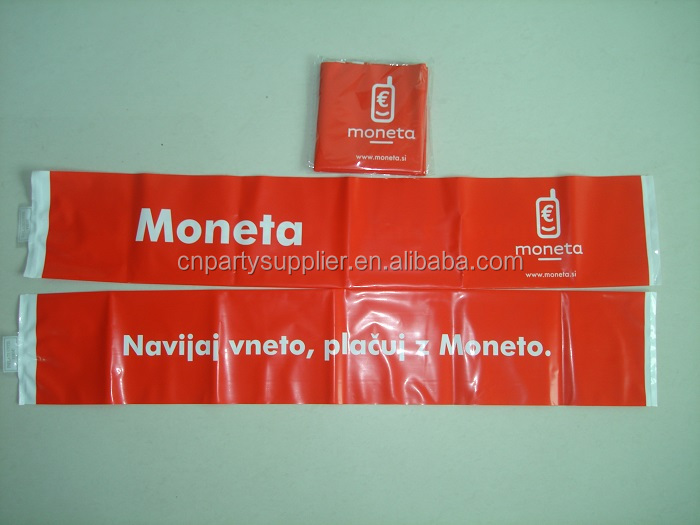 €
moneta
www.moneta.si
Moneta
€
moneta
www.moneta.si
cnpartysupplier.en.alibaba.com
Navijaj vneto, plačuj z Moneto.